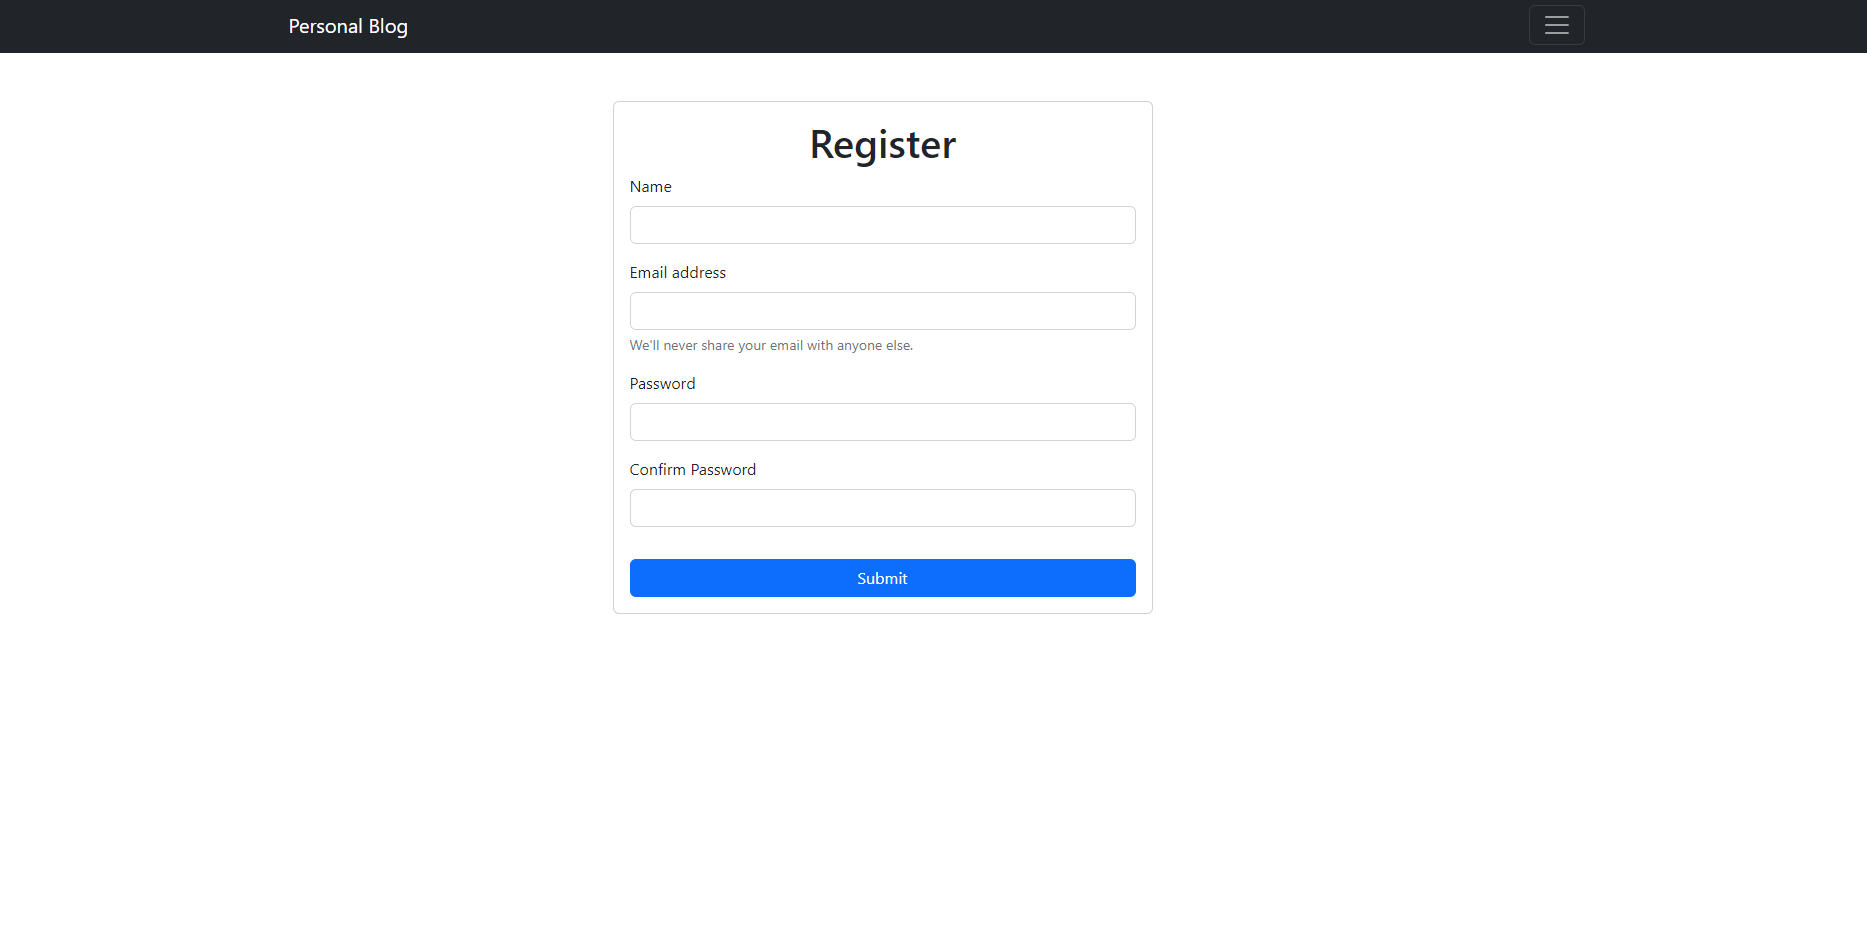 Personal Blog
Register
Name
Email address
We'll never share your email with anyone else.
Password
Confirm Password
Submit